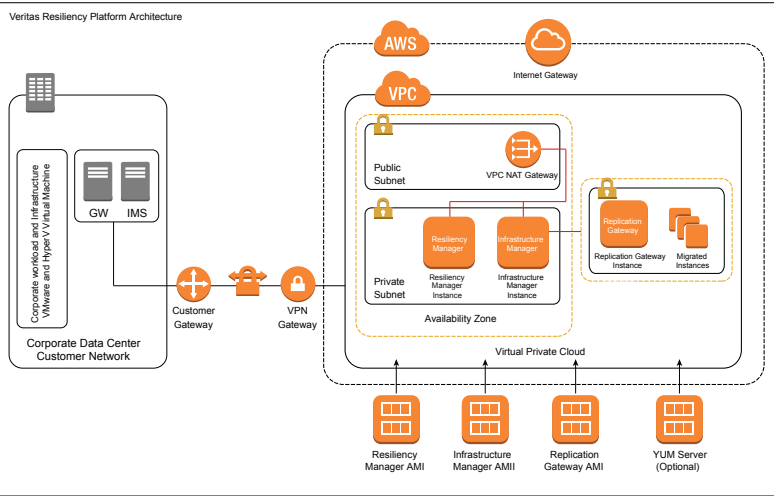 Veritas Resiliency Platform Architecture
AWS
Internet Gateway
VPC
Public
Subnet
VPC NAT Gateway
Corporate workload and Infrastructure
VMware and HyperV Virtual Machine
GW
IMS
Corporate Data Center
Customer Network
Customer
Gateway
VPN
Gateway
Private
Subnet
Resiliency
Manager
Resiliency
Manager
Instance
Infrastructure
Manager
Infrastructure
Manager
Instance
Availability Zone
Replication
Gateway
Replication Gateway
Instance
Migrated
Instances
Virtual Private Cloud
Resiliency
Manager AMI
Infrastructure
Manager AMII
Replication
Gateway AMI
YUM Server
(Optional)